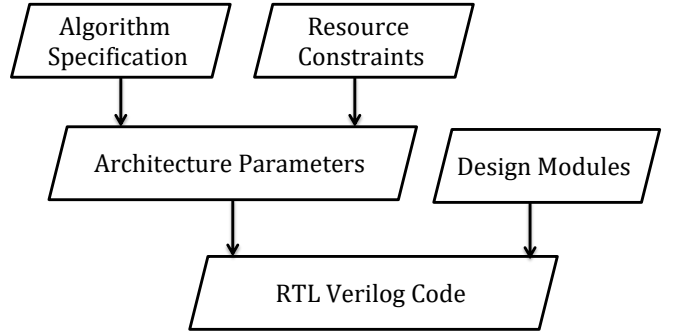 Algorithm
Specification
Resource
Constraints
Architecture Parameters
Design Modules
RTL Verilog Code